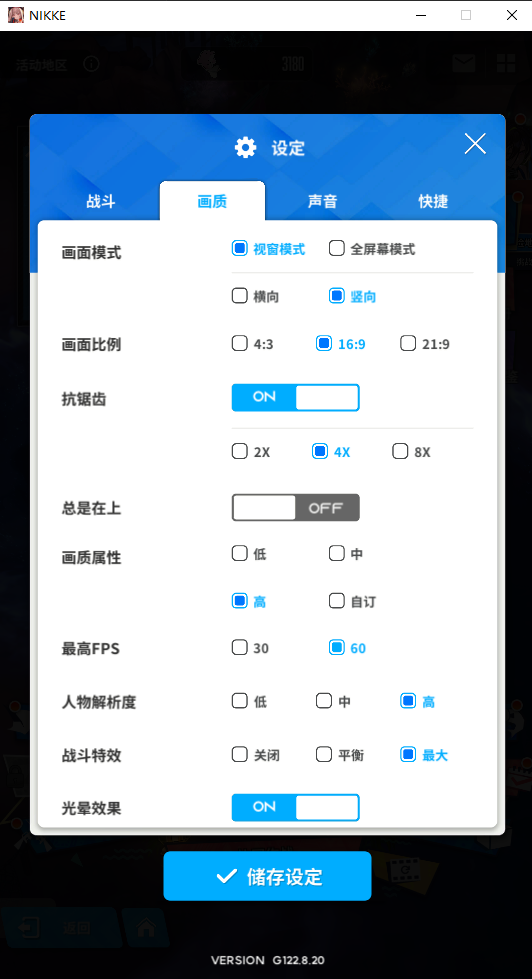 NIKKE
活动地区
3180
设定
战斗 画质 声音 快捷
画面模式 视窗模式 全屏幕模式
横向 竖向
画面比例 4:3 16:9 21:9
抗锯齿 ON
2X 4X 8X
总是在上 OFF
画质属性 低 中
高 自订
最高FPS 30 60
人物解析度 低 中 高
战斗特效 关闭 平衡 最大
光晕效果 ON
储存设定
返回
VERSION G122.8.20